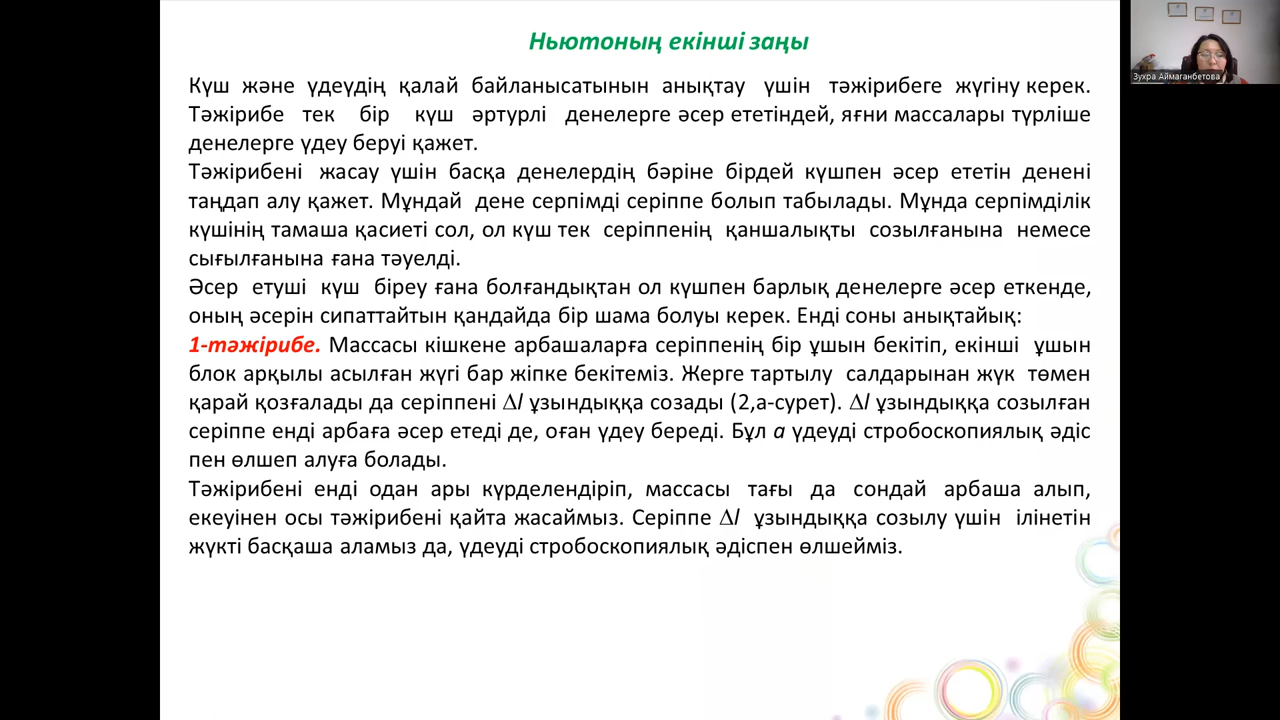 Ньютоның екінші заңы
Зухра Аймаганбетова
Күш және үдеудің қалай байланысатынын анықтау үшін тәжірибеге жүгіну керек.
Тәжірибе тек бір күш әртурлі денелерге әсер ететіндей, яғни массалары түрліше
денелерге үдеу беруі қажет.
Тәжірибені жасау үшін басқа денелердің бәріне бірдей күшпен әсер ететін денені
таңдап алу қажет. Мұндай дене серпімді серіппе болып табылады. Мұнда серпімділік
күшінің тамаша қасиеті сол, ол күш тек серіппенің қаншалықты созылғанына немесе
сығылғанына ғана тәуелді.
Әсер етуші күш біреу ғана болғандықтан ол күшпен барлық денелерге әсер еткенде,
оның әсерін сипаттайтын қандайда бір шама болуы керек. Енді соны анықтайық:
1-тәжірибе. Массасы кішкене арбашаларға серіппенің бір ұшын бекітіп, екінші ұшын
блок арқылы асылған жүгі бар жіпке бекітеміз. Жерге тартылу салдарынан жүк төмен
қарай қозғалады да серіппені ∆l ұзындыққа созады (2,а-сурет). ∆l ұзындыққа созылған
серіппе енді арбаға әсер етеді де, оған үдеу береді. Бұл а үдеуді стробоскопиялық әдіс
пен өлшеп алуға болады.
Тәжірибені енді одан ары күрделендіріп, массасы тағы да сондай арбаша алып,
екеуінен осы тәжірибені қайта жасаймыз. Серіппе ∆l ұзындыққа созылу үшін ілінетін
жүкті басқаша аламыз да, үдеуді стробоскопиялық әдіспен өлшейміз.